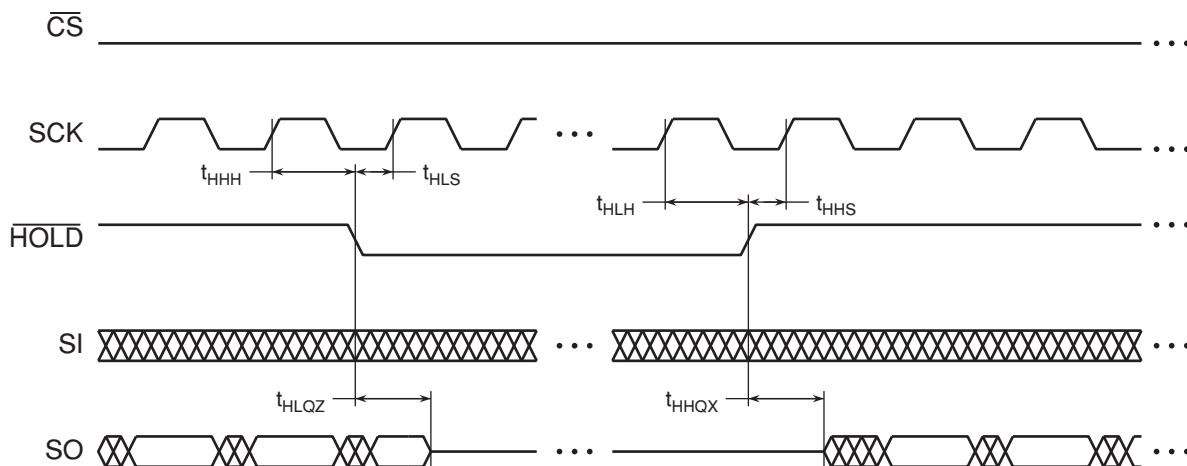 CS
SCK
tHHH
tHLS
tHLH
tHHS
HOLD
SI
tHLQZ
tHHQX
SO